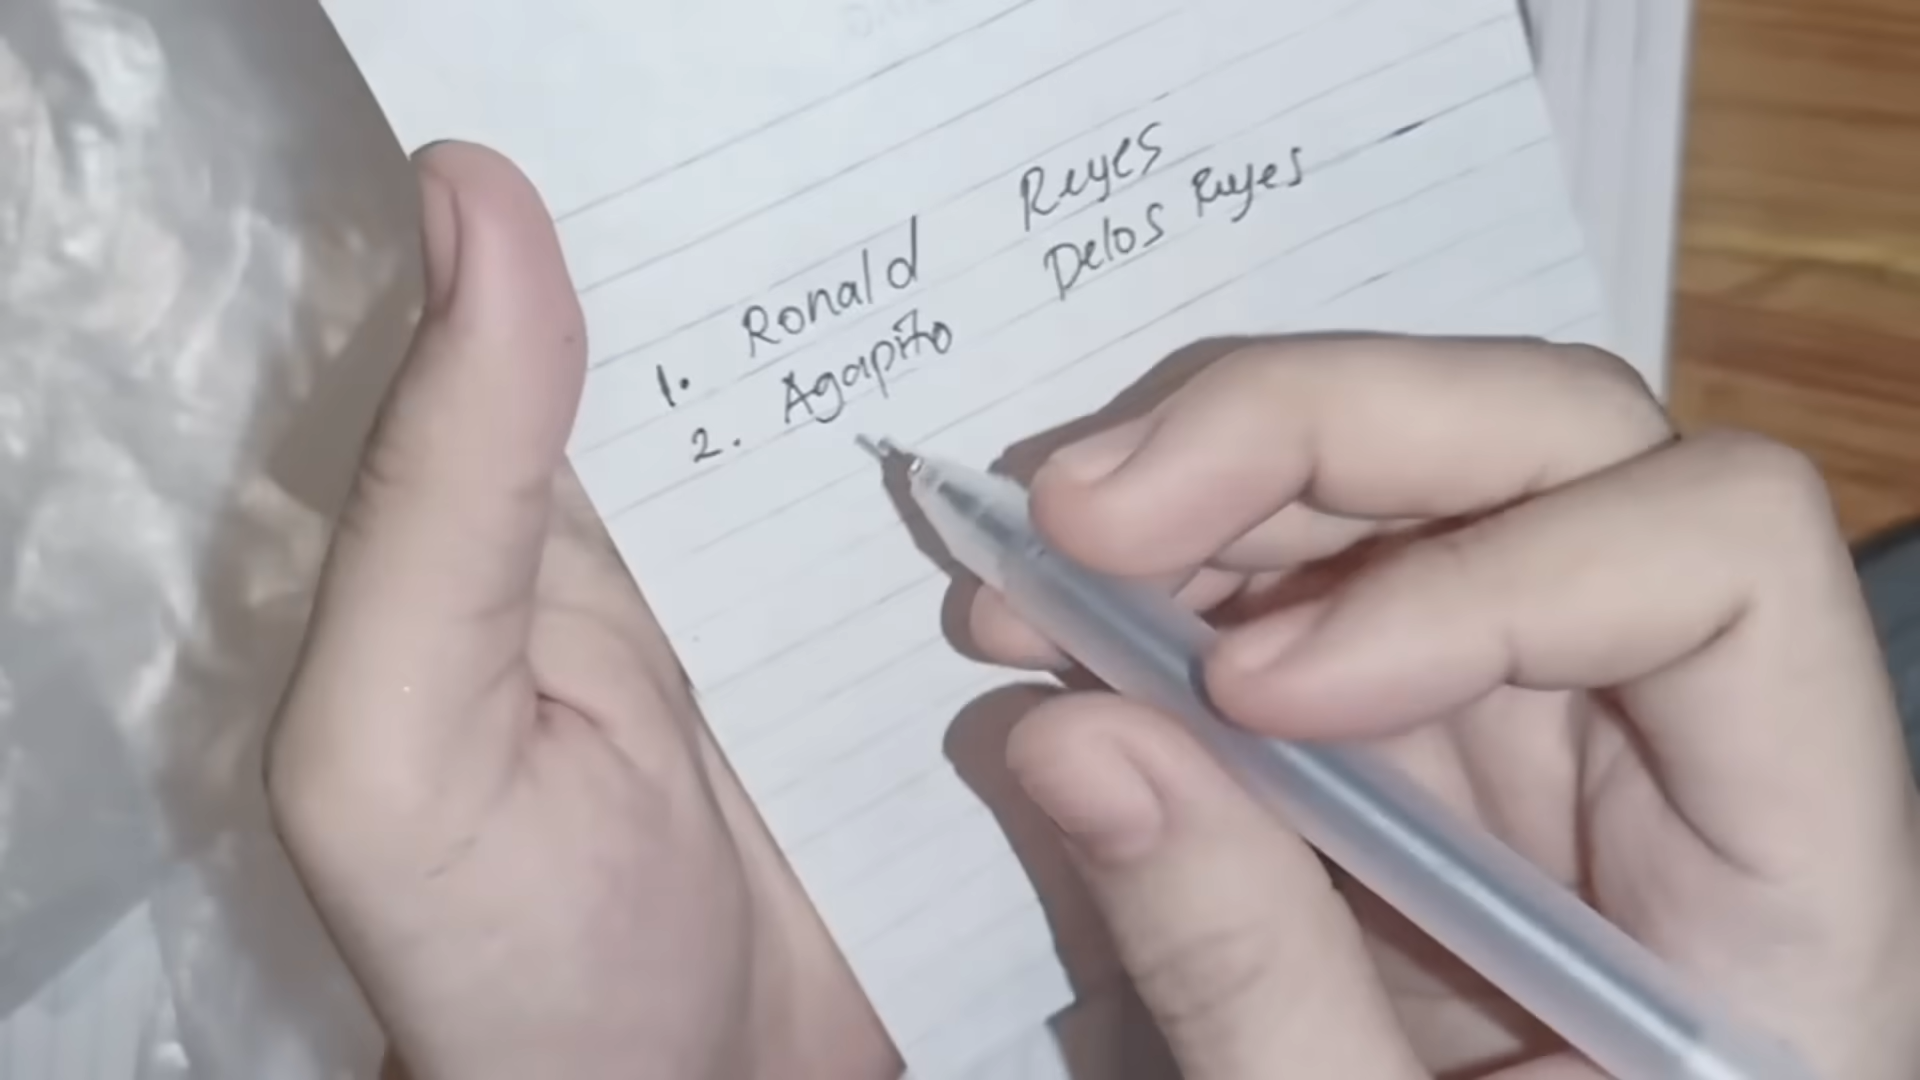 1. Ronald Reyes
2. Agapito Delos Reyes